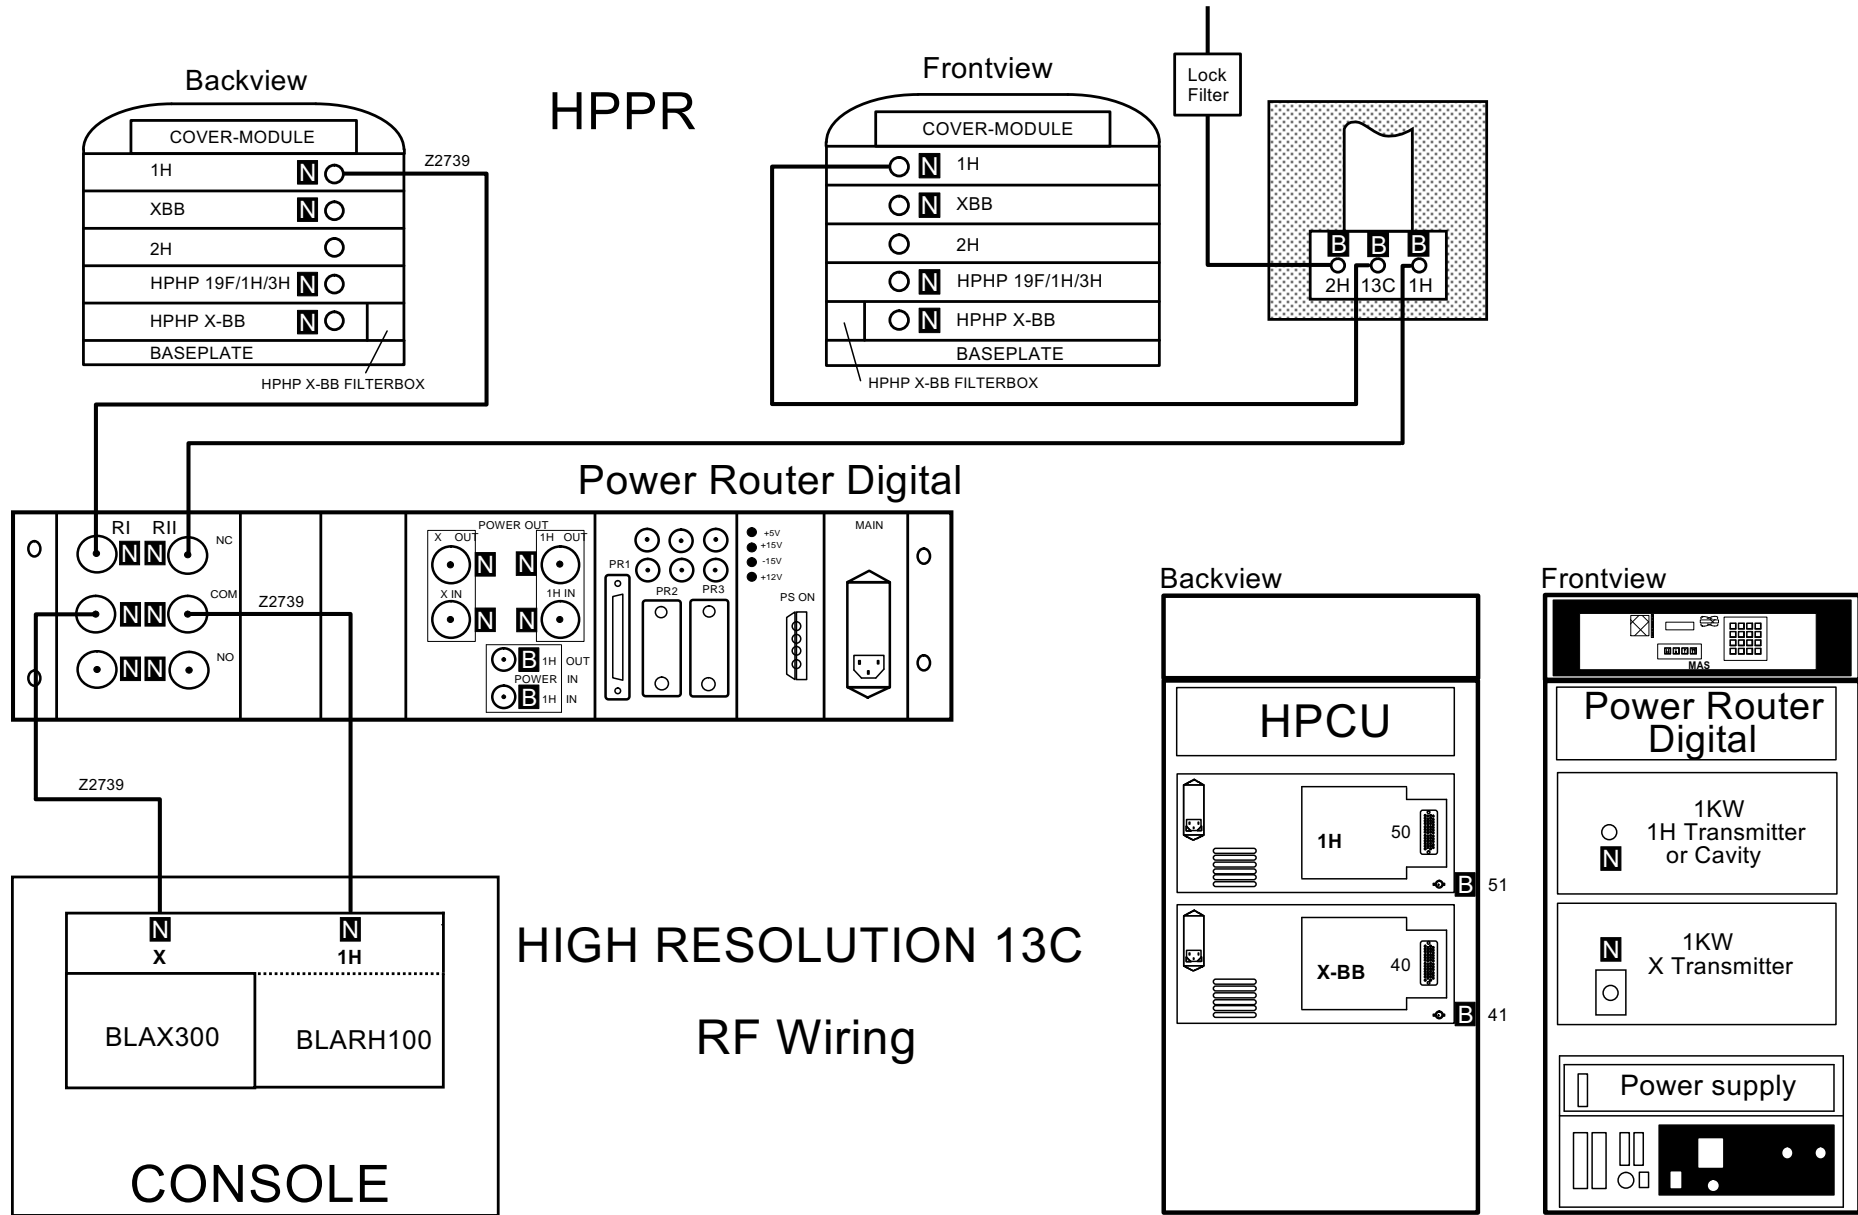 Backview
COVER-MODULE
1H N
XBB N
2H
HPHP 19F/1H/3H N
HPHP X-BB N
BASEPLATE
HPHP X-BB FILTERBOX
Z2739
HPPR
Frontview
COVER-MODULE
N 1H
N XBB
2H
N HPHP 19F/1H/3H
N HPHP X-BB
BASEPLATE
HPHP X-BB FILTERBOX
Lock
Filter
B B B
2H 13C 1H
Power Router Digital
RI RII
N N NC
N N COM
N N NO
Z2739
Z2739
POWER OUT
X OUT 1H OUT
N N
X IN 1H IN
N N
B 1H OUT
POWER IN
B 1H IN
PR1
PR2 PR3
+5V
+15V
-15V
+12V
PS ON
MAIN
N N
X 1H
BLAX300 BLARH100
CONSOLE
HIGH RESOLUTION 13C
RF Wiring
Backview
HPCU
1H 50
B 51
X-BB 40
B 41
Frontview
MAS
Power Router
Digital
1KW
1H Transmitter
N or Cavity
N 1KW
X Transmitter
Power supply